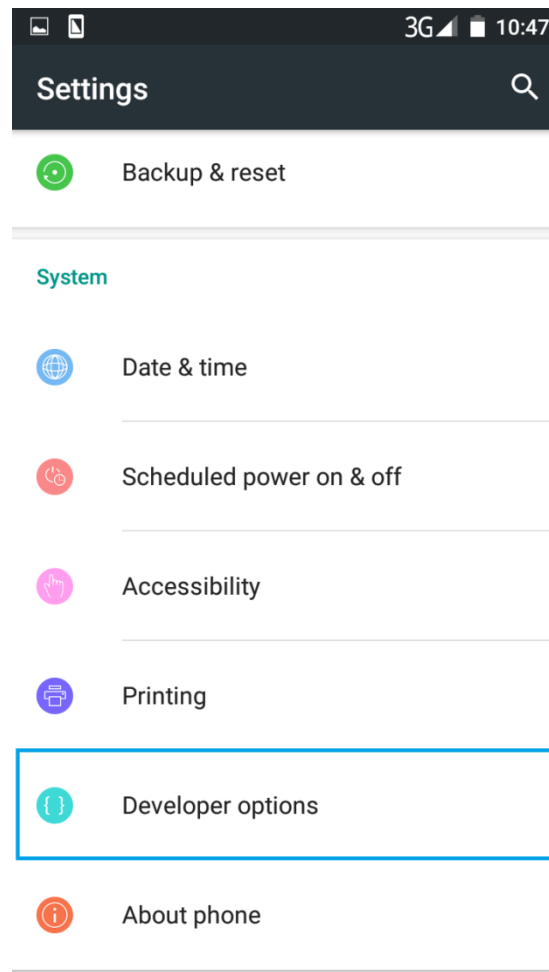 3G 10:47
Settings
Backup & reset
System
Date & time
Scheduled power on & off
Accessibility
Printing
{ } Developer options
About phone